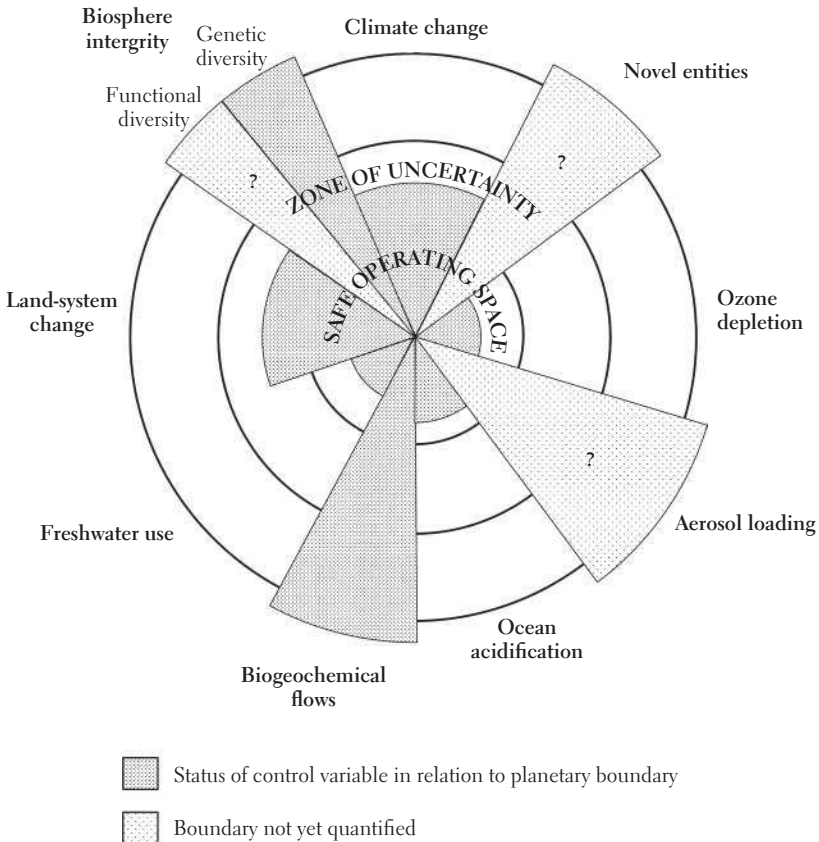 Biosphere
intergrity
Genetic
diversity
Functional
diversity
Climate change
Novel entities
?
?
ZONE OF UNCERTAINTY
SAFE OPERATING SPACE
Land-system
change
Ozone
depletion
?
Freshwater use
Aerosol loading
Ocean
acidification
Biogeochemical
flows
Status of control variable in relation to planetary boundary
Boundary not yet quantified